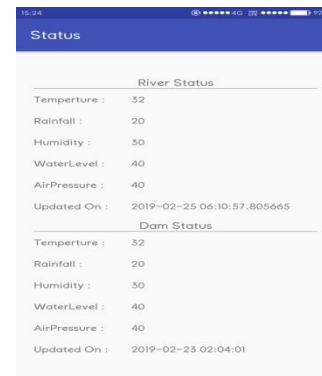 15:24 4G 99
Status
River Status
Temperture : 32
Rainfall : 20
Humidity : 30
WaterLevel : 40
AirPressure : 40
Updated On : 2019-02-25 06:10:57.805665
Dam Status
Temperture : 32
Rainfall : 20
Humidity : 30
WaterLevel : 40
AirPressure : 40
Updated On : 2019-02-23 02:04:01